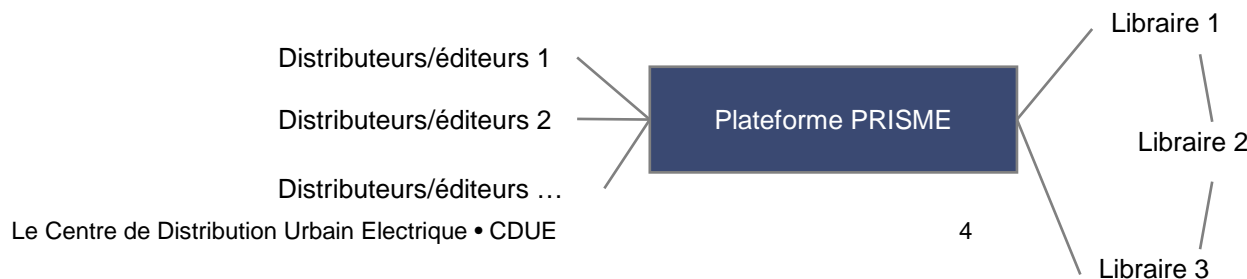 Libraire 1
Distributeurs/éditeurs 1
Distributeurs/éditeurs 2
Plateforme PRISME
Libraire 2
Distributeurs/éditeurs …
Le Centre de Distribution Urbain Electrique • CDUE
4
Libraire 3